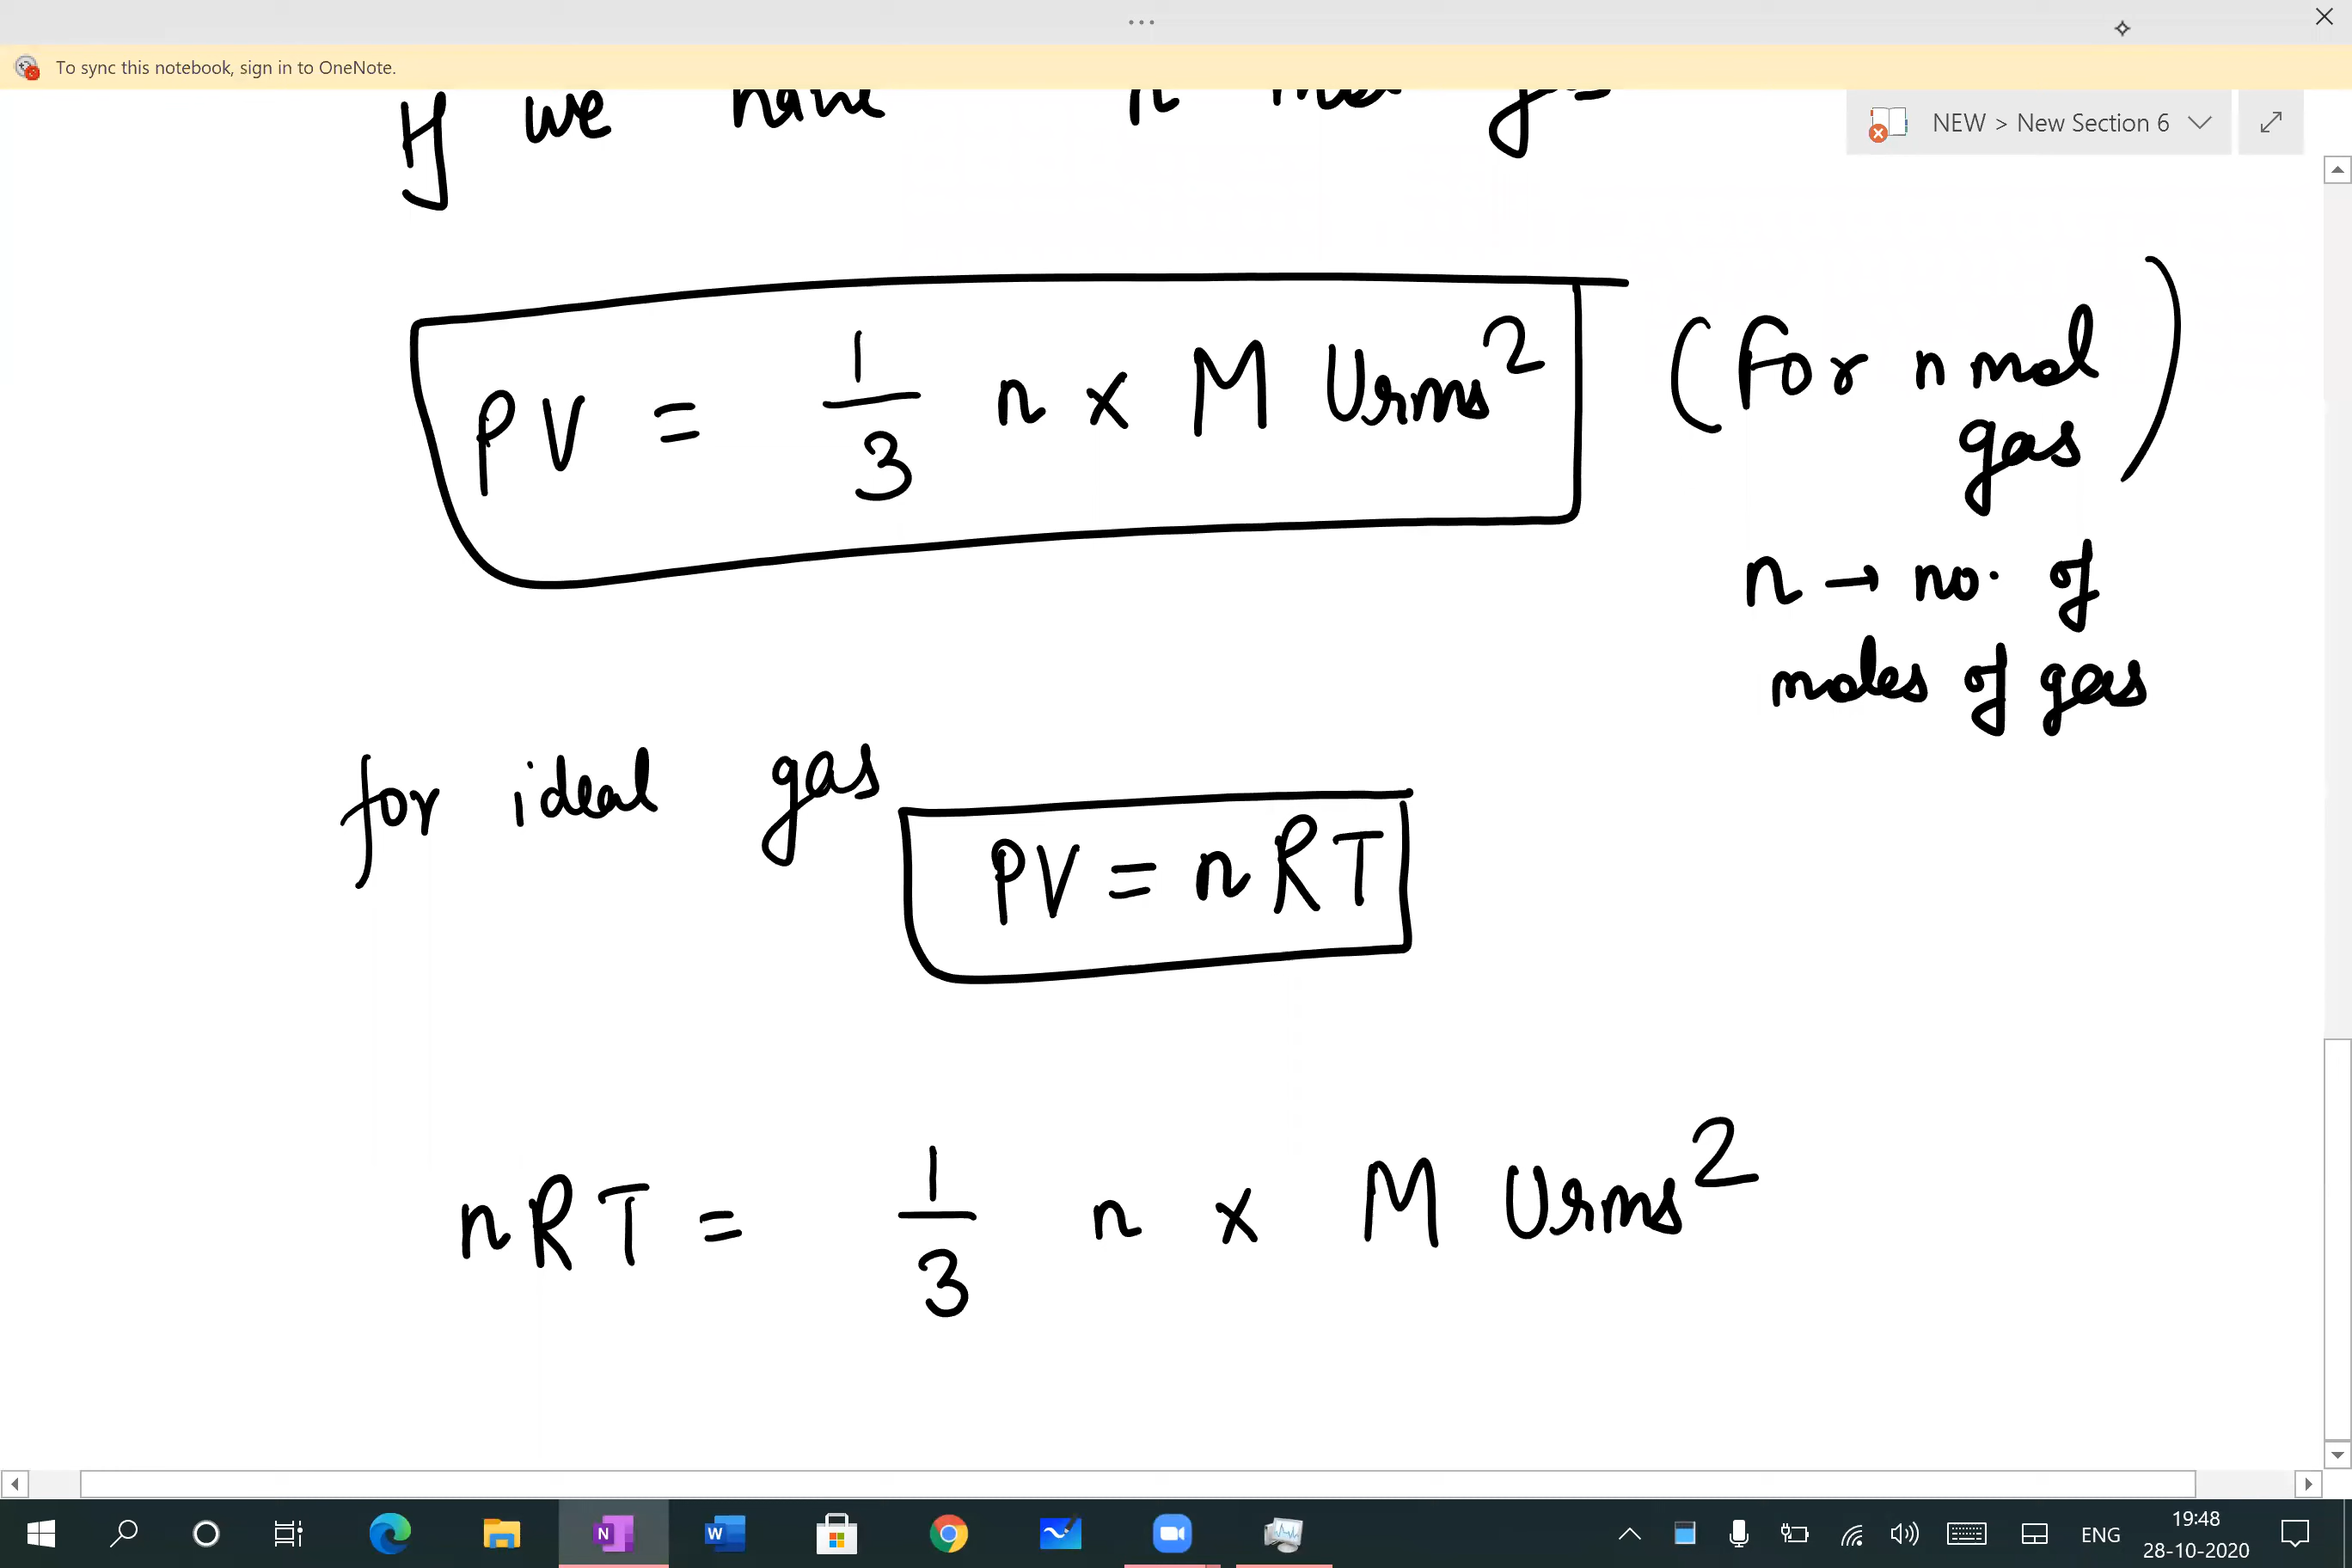 To sync this notebook, sign in to OneNote.
NEW > New Section 6
If we have n mol
PV = 1/3 n x M Urms² (For n mol
gas)
n → no. of
moles of gas
for ideal gas
PV = nRT
nRT = 1/3 n x M Urms²
ENG
19:48
28-10-2020